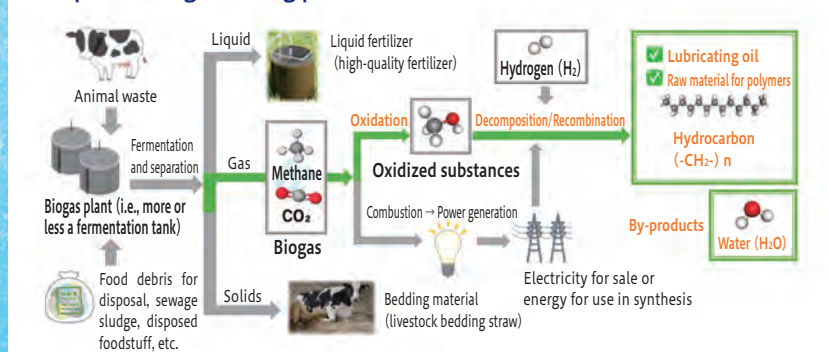 Animal waste
Biogas plant (i.e., more or
less a fermentation tank)
Food debris for
disposal, sewage
sludge, disposed
foodstuff, etc.
Fermentation
and separation
Liquid
Liquid fertilizer
(high-quality fertilizer)
Gas
Methane
CO₂
Biogas
Solids
Bedding material
(livestock bedding straw)
Oxidation
Oxidized substances
Combustion → Power generation
Electricity for sale or
energy for use in synthesis
Hydrogen (H₂)
Decomposition/Recombination
Lubricating oil
Raw material for polymers
Hydrocarbon
(-CH₂-) n
By-products
Water (H₂O)